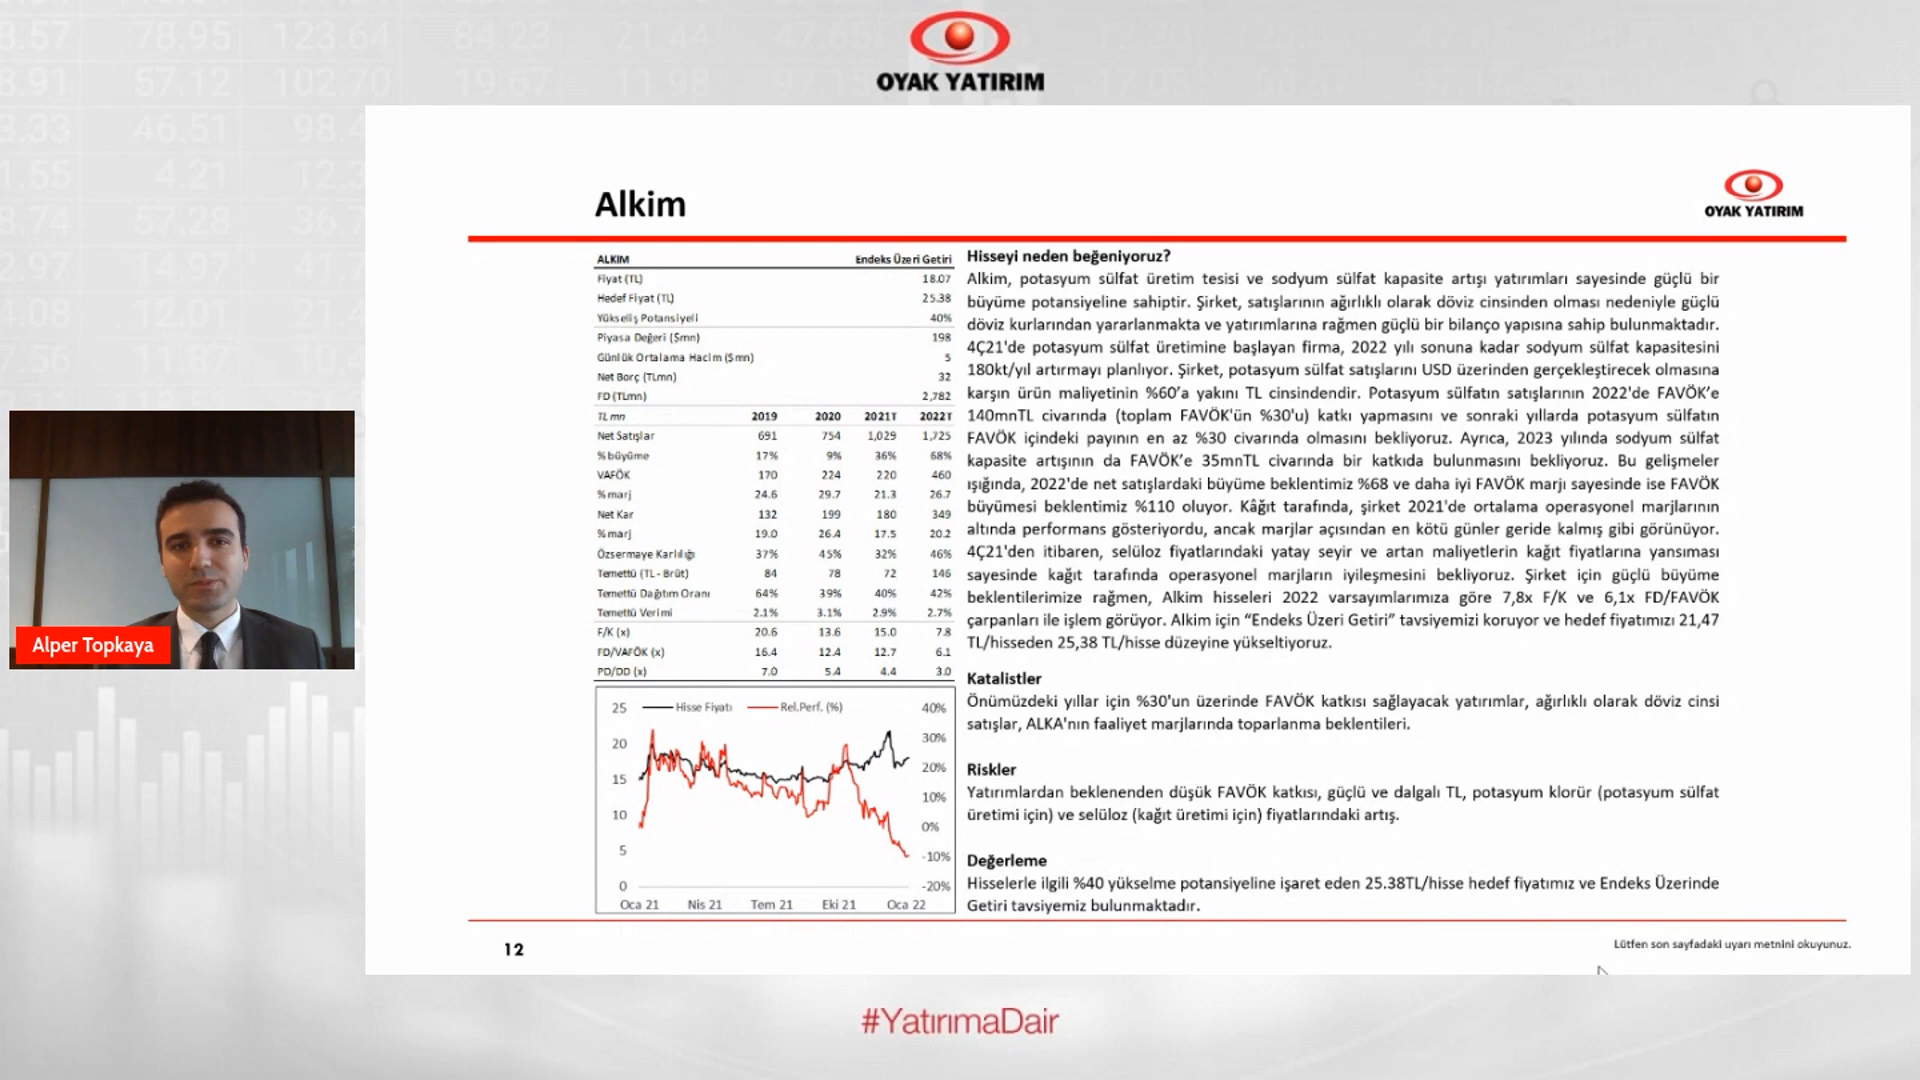 OYAK YATIRIM
Alkim
OYAK YATIRIM
ALKIM Endeks Üzeri Getiri
Fiyat (TL) 18.07
Hedef Fiyat (TL) 25.38
Yükseliş Potansiyeli 40%
Piyasa Değeri ($mn) 198
Günlük Ortalama Hacim ($mn) 5
Net Borç (TLmn) 32
FD (TLmn) 2,782
TL mn 2019 2020 2021T 2022T
Net Satışlar 691 754 1,029 1,725
% büyüme 17% 9% 36% 68%
VAFÖK 170 224 220 460
% marj 24.6 29.7 21.3 26.7
Net Kar 132 199 180 349
% marj 19.0 26.4 17.5 20.2
Özsermaye Karlılığı 37% 45% 32% 46%
Temettü (TL - Brüt) 84 78 72 146
Temettü Dağıtım Oranı 64% 39% 40% 42%
Temettü Verimi 2.1% 3.1% 2.9% 2.7%
F/K (x) 20.6 13.6 15.0 7.8
FD/VAFÖK (x) 16.4 12.4 12.7 6.1
PD/DD (x) 7.0 5.4 4.4 3.0
Hisse Fiyatı Rel.Perf. (%)
25 40%
30%
20
20%
15
10%
10
0%
5
-10%
0 -20%
Oca 21 Nis 21 Tem 21 Eki 21 Oca 22
Hisseyi neden beğeniyoruz?
Alkim, potasyum sülfat üretim tesisi ve sodyum sülfat kapasite artışı yatırımları sayesinde güçlü bir
büyüme potansiyeline sahiptir. Şirket, satışlarının ağırlıklı olarak döviz cinsinden olması nedeniyle güçlü
döviz kurlarından yararlanmakta ve yatırımlarına rağmen güçlü bir bilanço yapısına sahip bulunmaktadır.
4Ç21'de potasyum sülfat üretimine başlayan firma, 2022 yılı sonuna kadar sodyum sülfat kapasitesini
180kt/yıl artırmayı planlıyor. Şirket, potasyum sülfat satışlarını USD üzerinden gerçekleştirecek olmasına
karşın ürün maliyetinin %60’a yakını TL cinsindendir. Potasyum sülfatın satışlarının 2022'de FAVÖK’e
140mnTL civarında (toplam FAVÖK'ün %30'u) katkı yapmasını ve sonraki yıllarda potasyum sülfatın
FAVÖK içindeki payının en az %30 civarında olmasını bekliyoruz. Ayrıca, 2023 yılında sodyum sülfat
kapasite artışının da FAVÖK’e 35mnTL civarında bir katkıda bulunmasını bekliyoruz. Bu gelişmeler
ışığında, 2022'de net satışlardaki büyüme beklentimiz %68 ve daha iyi FAVÖK marjı sayesinde ise FAVÖK
büyümesi beklentimiz %110 oluyor. Kâğıt tarafında, şirket 2021'de ortalama operasyonel marjlarının
altında performans gösteriyordu, ancak marjlar açısından en kötü günler geride kalmış gibi görünüyor.
4Ç21'den itibaren, selüloz fiyatlarındaki yatay seyir ve artan maliyetlerin kağıt fiyatlarına yansıması
sayesinde kağıt tarafında operasyonel marjların iyileşmesini bekliyoruz. Şirket için güçlü büyüme
beklentilerimize rağmen, Alkim hisseleri 2022 varsayımlarımıza göre 7,8x F/K ve 6,1x FD/FAVÖK
çarpanları ile işlem görüyor. Alkim için “Endeks Üzeri Getiri” tavsiyemizi koruyor ve hedef fiyatımızı 21,47
TL/hisseden 25,38 TL/hisse düzeyine yükseltiyoruz.
Katalistler
Önümüzdeki yıllar için %30'un üzerinde FAVÖK katkısı sağlayacak yatırımlar, ağırlıklı olarak döviz cinsi
satışlar, ALKA'nın faaliyet marjlarında toparlanma beklentileri.
Riskler
Yatırımlardan beklenenden düşük FAVÖK katkısı, güçlü ve dalgalı TL, potasyum klorür (potasyum sülfat
üretimi için) ve selüloz (kağıt üretimi için) fiyatlarındaki artış.
Değerleme
Hisselerle ilgili %40 yükselme potansiyeline işaret eden 25.38TL/hisse hedef fiyatımız ve Endeks Üzerinde
Getiri tavsiyemiz bulunmaktadır.
12
Lütfen son sayfadaki uyarı metnini okuyunuz.
Alper Topkaya
#YatırımaDair